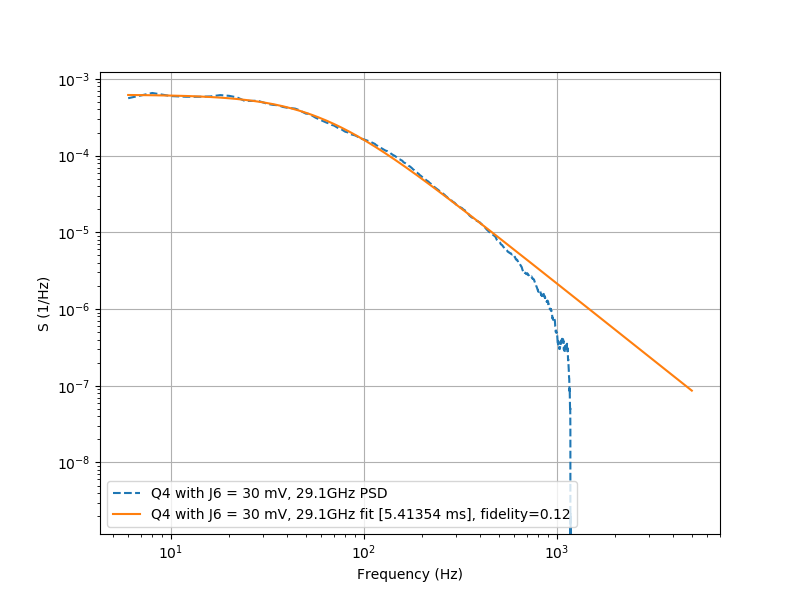 10⁻³
10⁻⁴
10⁻⁵
10⁻⁶
10⁻⁷
10⁻⁸
S (1/Hz)
Q4 with J6 = 30 mV, 29.1GHz PSD
Q4 with J6 = 30 mV, 29.1GHz fit [5.41354 ms], fidelity=0.12
10¹ 10² 10³
Frequency (Hz)